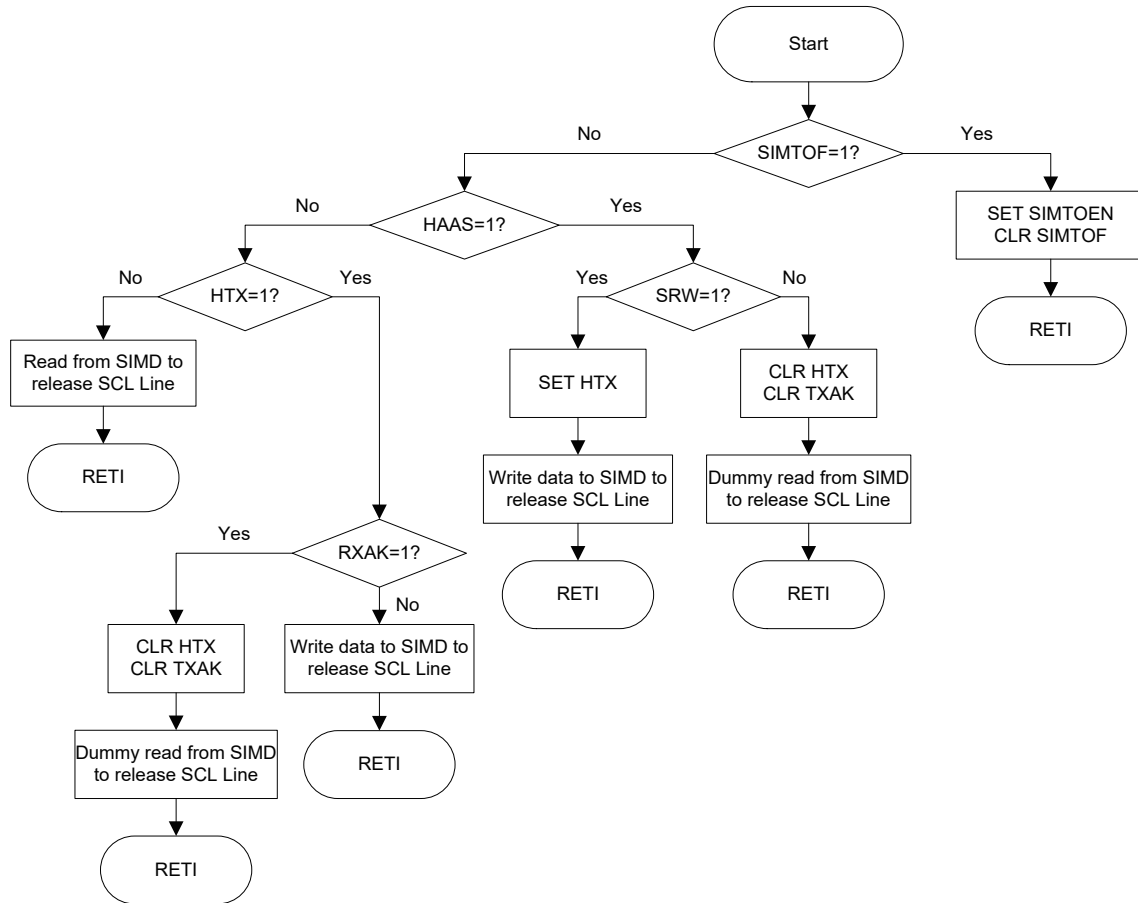 Start
No
Yes
SIMTOF=1?
No
Yes
HAAS=1?
SET SIMTOEN
CLR SIMTOF
No
Yes
Yes
No
HTX=1?
SRW=1?
RETI
Read from SIMD to
release SCL Line
SET HTX
CLR HTX
CLR TXAK
RETI
Write data to SIMD to
release SCL Line
Dummy read from SIMD
to release SCL Line
Yes
RXAK=1?
RETI
RETI
No
CLR HTX
CLR TXAK
Write data to SIMD to
release SCL Line
Dummy read from SIMD
to release SCL Line
RETI
RETI